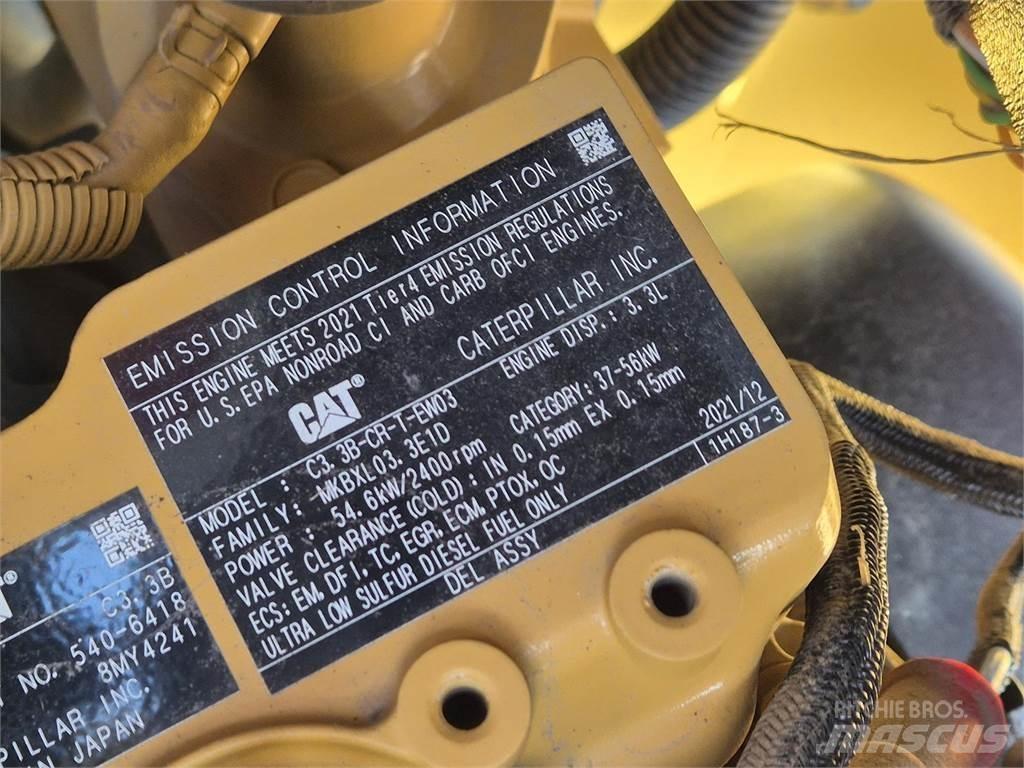 EMISSION CONTROL INFORMATION
THIS ENGINE MEETS 2021 Tier4 EMISSION REGULATIONS
FOR U.S. EPA NONROAD CI AND CARB OFCI ENGINES.
CAT® CATERPILLAR INC.
MODEL : C3.3B-CR-T-EW03 ENGINE DISP.: 3.3L
FAMILY: MKBXL03.3E1D
POWER : 54.6kW/2400rpm CATEGORY: 37-56kW
VALVE CLEARANCE (COLD): IN 0.15mm EX 0.15mm
ECS: EM, DFI, TC, EGR, ECM, PTOX, OC
ULTRA LOW SULFUR DIESEL FUEL ONLY 2021/12
DEL ASSY 1H187-3
®
C3.3B
NO. 540-6418
8MY4241
PILLAR INC.
N JAPAN
RITCHIE BROS.
MASCUS